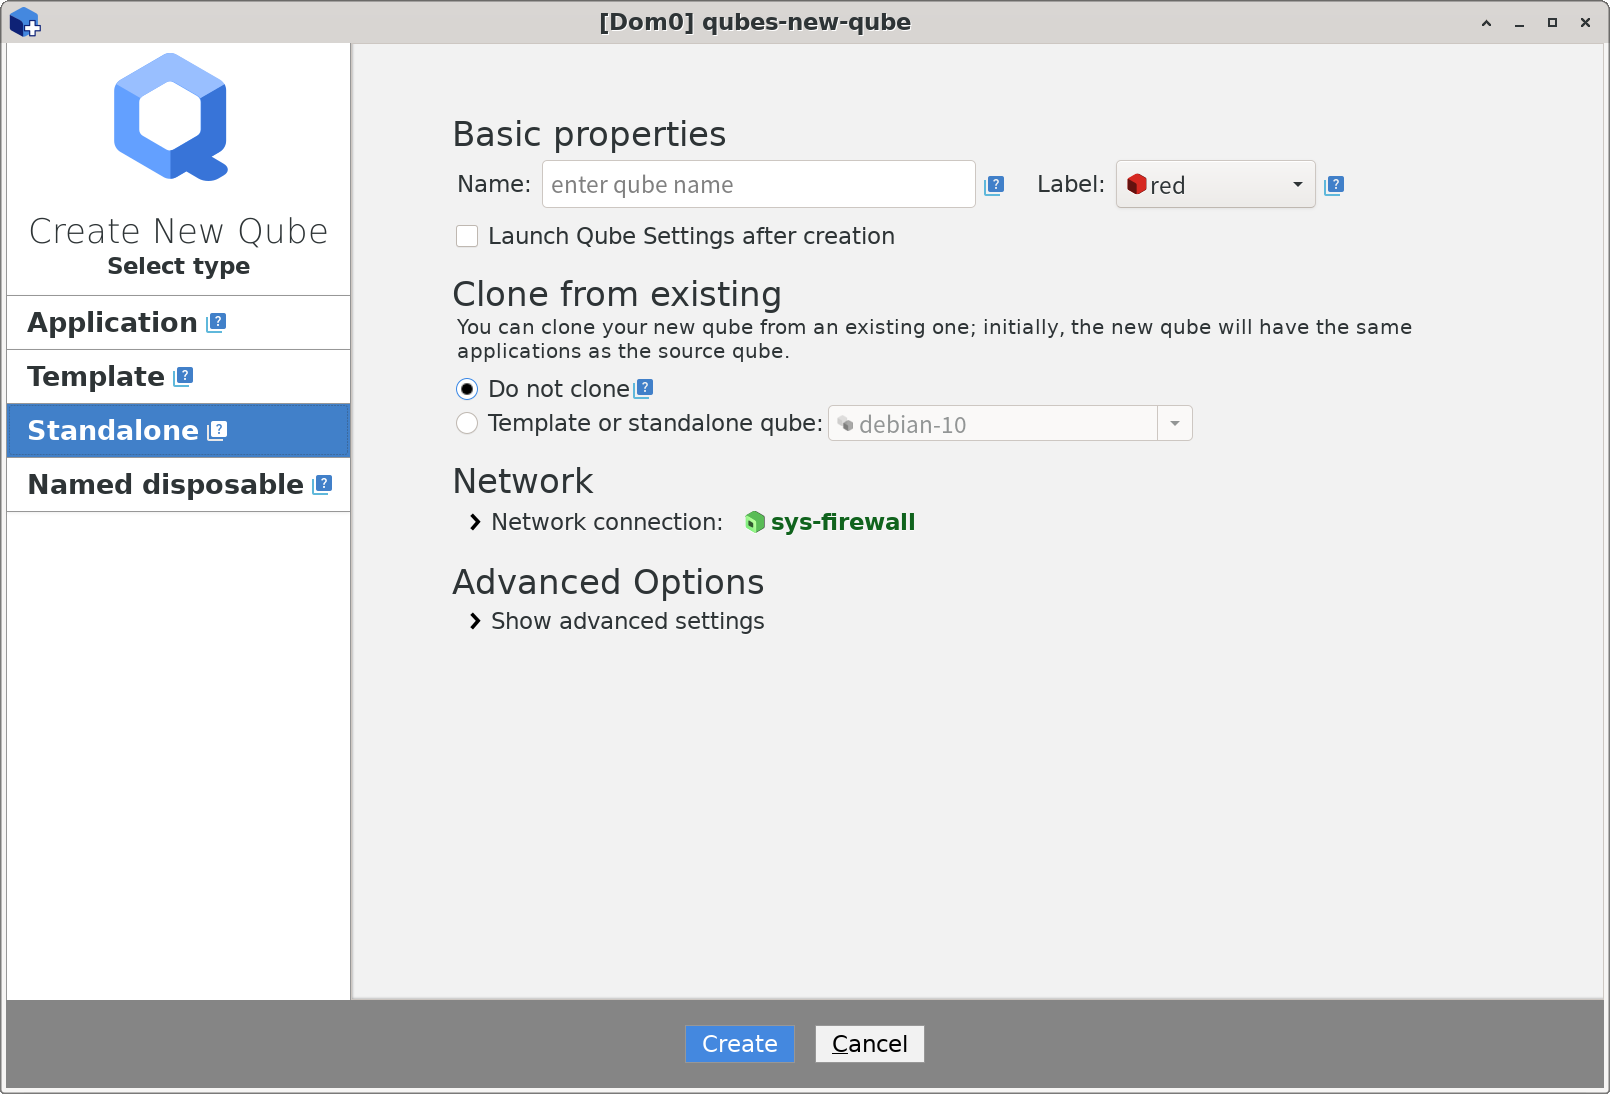 [Dom0] qubes-new-qube
Create New Qube
Select type
Application ?
Template ?
Standalone ?
Named disposable ?
Basic properties
Name: enter qube name ? Label: red ?
Launch Qube Settings after creation
Clone from existing
You can clone your new qube from an existing one; initially, the new qube will have the same
applications as the source qube.
Do not clone ?
Template or standalone qube: debian-10
Network
Network connection: sys-firewall
Advanced Options
Show advanced settings
Create Cancel